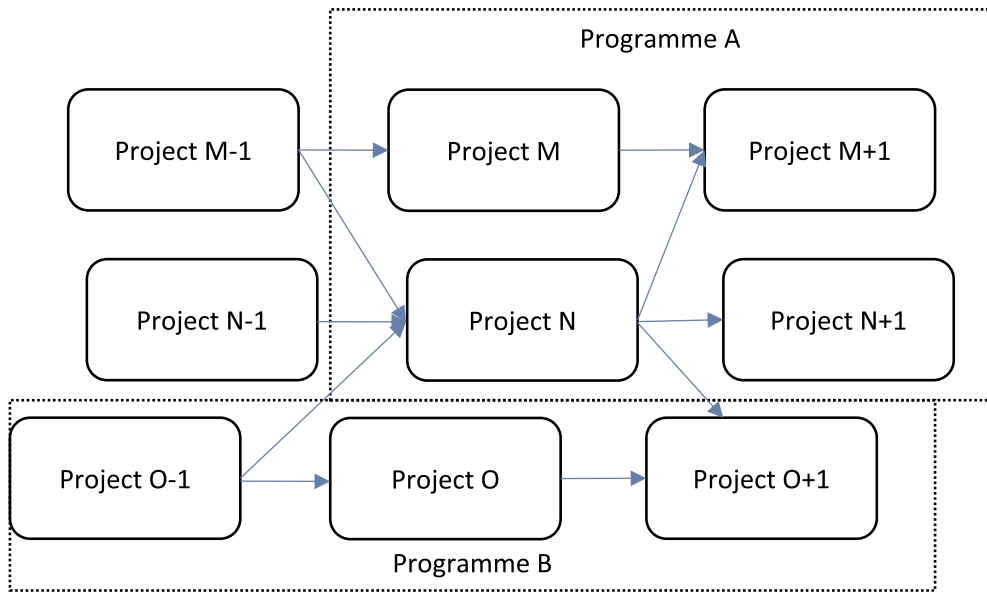 Programme A
Project M-1
Project M
Project M+1
Project N-1
Project N
Project N+1
Project O-1
Project O
Project O+1
Programme B